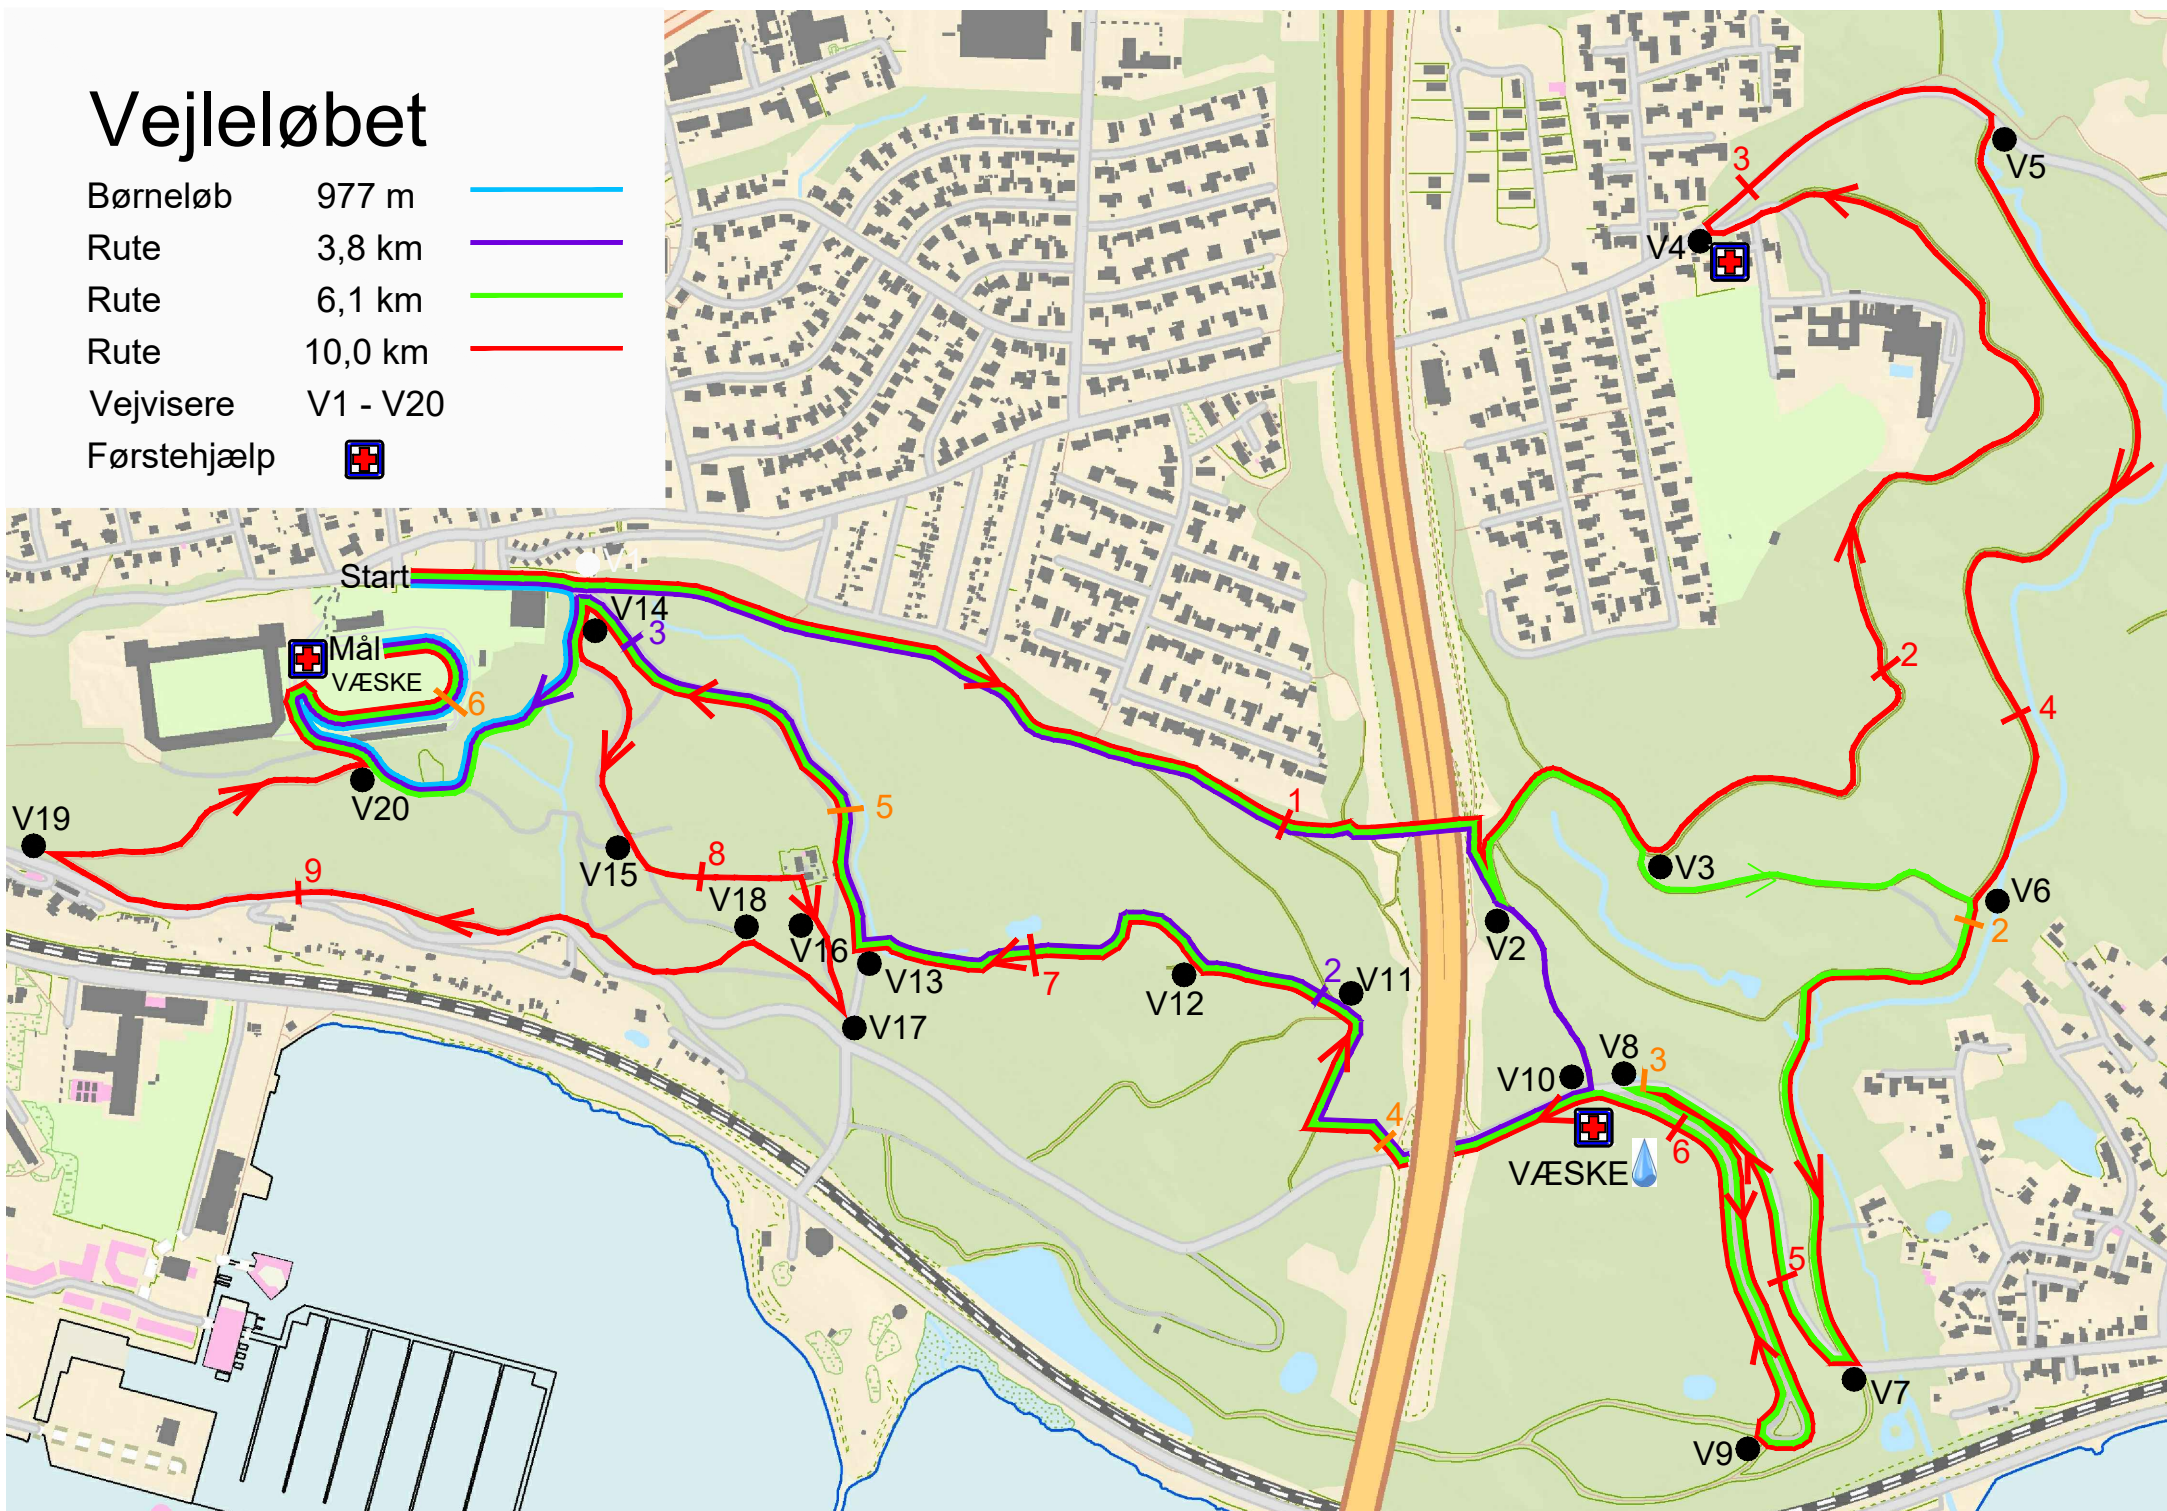 Vejleløbet
Børneløb 977 m
Rute 3,8 km
Rute 6,1 km
Rute 10,0 km
Vejvisere V1 - V20
Førstehjælp
3
V5
V4
Start
V1
V14
3
Mål
VÆSKE
6
2
4
V20
V19
5
1
V15
8
V3
9
V18
V16
V2
V6
2
V13
7
V12
2
V11
V17
V10
V8
3
4
6
VÆSKE
5
V7
V9